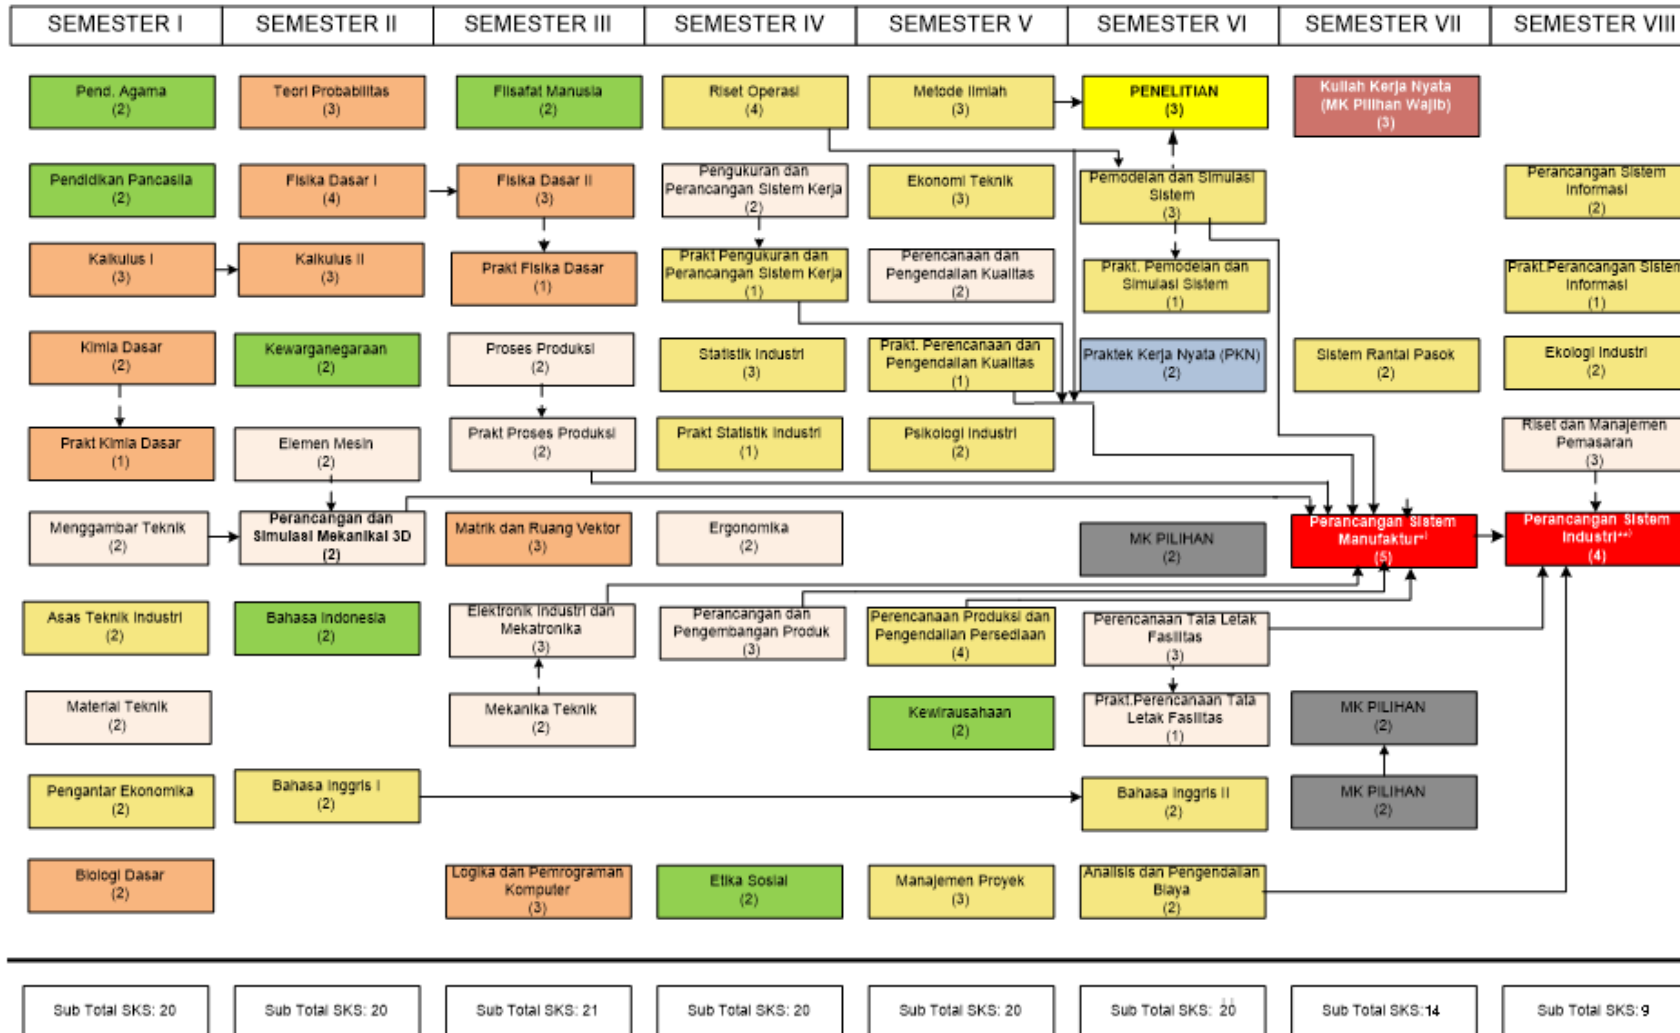 SEMESTER I
SEMESTER II
SEMESTER III
SEMESTER IV
SEMESTER V
SEMESTER VI
SEMESTER VII
SEMESTER VIII
Pend. Agama
(2)
Teori Probabilitas
(3)
Filsafat Manusia
(2)
Riset Operasi
(4)
Metode Ilmiah
(3)
PENELITIAN
(3)
Kuliah Kerja Nyata
(MK Pilihan Wajib)
(3)
Pendidikan Pancasila
(2)
Fisika Dasar I
(4)
Fisika Dasar II
(3)
Pengukuran dan
Perancangan Sistem Kerja
(2)
Ekonomi Teknik
(3)
Pemodelan dan Simulasi
Sistem
(3)
Perancangan Sistem
Informasi
(2)
Kalkulus I
(3)
Kalkulus II
(3)
Prakt Fisika Dasar
(1)
Prakt Pengukuran dan
Perancangan Sistem Kerja
(1)
Perencanaan dan
Pengendalian Kualitas
(2)
Prakt. Pemodelan dan
Simulasi Sistem
(1)
Prakt.Perancangan Sistem
Informasi
(1)
Kimia Dasar
(2)
Kewarganegaraan
(2)
Proses Produksi
(2)
Statistik Industri
(3)
Prakt. Perencanaan dan
Pengendalian Kualitas
(1)
Praktek Kerja Nyata (PKN)
(2)
Sistem Rantai Pasok
(2)
Ekologi Industri
(2)
Prakt Kimia Dasar
(1)
Elemen Mesin
(2)
Prakt Proses Produksi
(2)
Prakt Statistik Industri
(1)
Psikologi Industri
(2)
Riset dan Manajemen
Pemasaran
(3)
Menggambar Teknik
(2)
Perancangan dan
Simulasi Mekanikal 3D
(2)
Matrik dan Ruang Vektor
(3)
Ergonomika
(2)
MK PILIHAN
(2)
Perancangan Sistem
Manufaktur*)
(5)
Perancangan Sistem
Industri**)
(4)
Asas Teknik Industri
(2)
Bahasa Indonesia
(2)
Elektronik Industri dan
Mekatronika
(3)
Perancangan dan
Pengembangan Produk
(3)
Perencanaan Produksi dan
Pengendalian Persediaan
(4)
Perencanaan Tata Letak
Fasilitas
(3)
Material Teknik
(2)
Mekanika Teknik
(2)
Kewirausahaan
(2)
Prakt.Perencanaan Tata
Letak Fasilitas
(1)
MK PILIHAN
(2)
Pengantar Ekonomika
(2)
Bahasa Inggris I
(2)
Bahasa Inggris II
(2)
MK PILIHAN
(2)
Biologi Dasar
(2)
Logika dan Pemrograman
Komputer
(3)
Etika Sosial
(2)
Manajemen Proyek
(3)
Analisis dan Pengendalian
Biaya
(2)
Sub Total SKS: 20
Sub Total SKS: 20
Sub Total SKS: 21
Sub Total SKS: 20
Sub Total SKS: 20
Sub Total SKS: 20
Sub Total SKS:14
Sub Total SKS:9